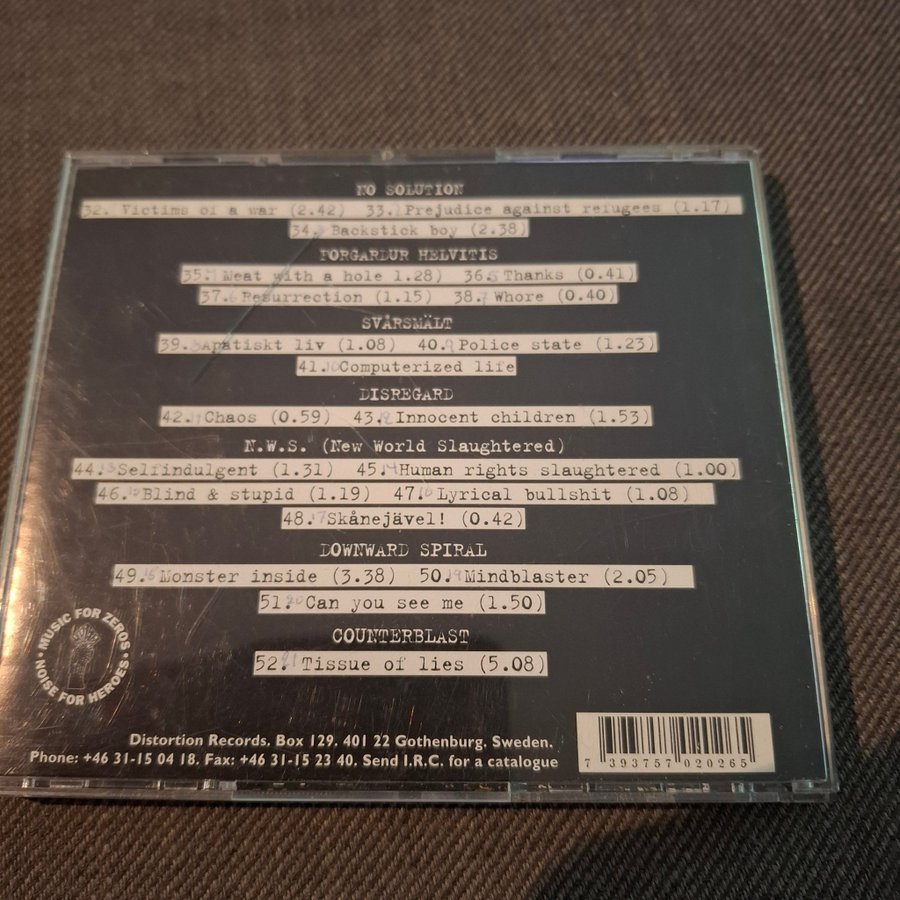 NO SOLUTION
32. Victims of a war (2.42) 33. Prejudice against refugees (1.17)
34. Backstick boy (2.38)
TORGARDUR HELVITIS
35. Meat with a hole 1.28) 36. Thanks (0.41)
37. Resurrection (1.15) 38. Whore (0.40)
SVÅRSMÄLT
39. Apatiskt liv (1.08) 40. Police state (1.23)
41. Computerized life
DISREGARD
42. Chaos (0.59) 43. Innocent children (1.53)
N.W.S. (New World Slaughtered)
44. Selfindulgent (1.31) 45. Human rights slaughtered (1.00)
46. Blind & stupid (1.19) 47. Lyrical bullshit (1.08)
48. Skånejävel! (0.42)
DOWNWARD SPIRAL
49. Monster inside (3.38) 50. Mindblaster (2.05)
51. Can you see me (1.50)
COUNTERBLAST
52. Tissue of lies (5.08)
• MUSIC FOR ZEROS •
NOISE FOR HEROES
Distortion Records. Box 129. 401 22 Gothenburg. Sweden.
Phone: +46 31-15 04 18. Fax: +46 31-15 23 40. Send I.R.C. for a catalogue
7 393757 020265